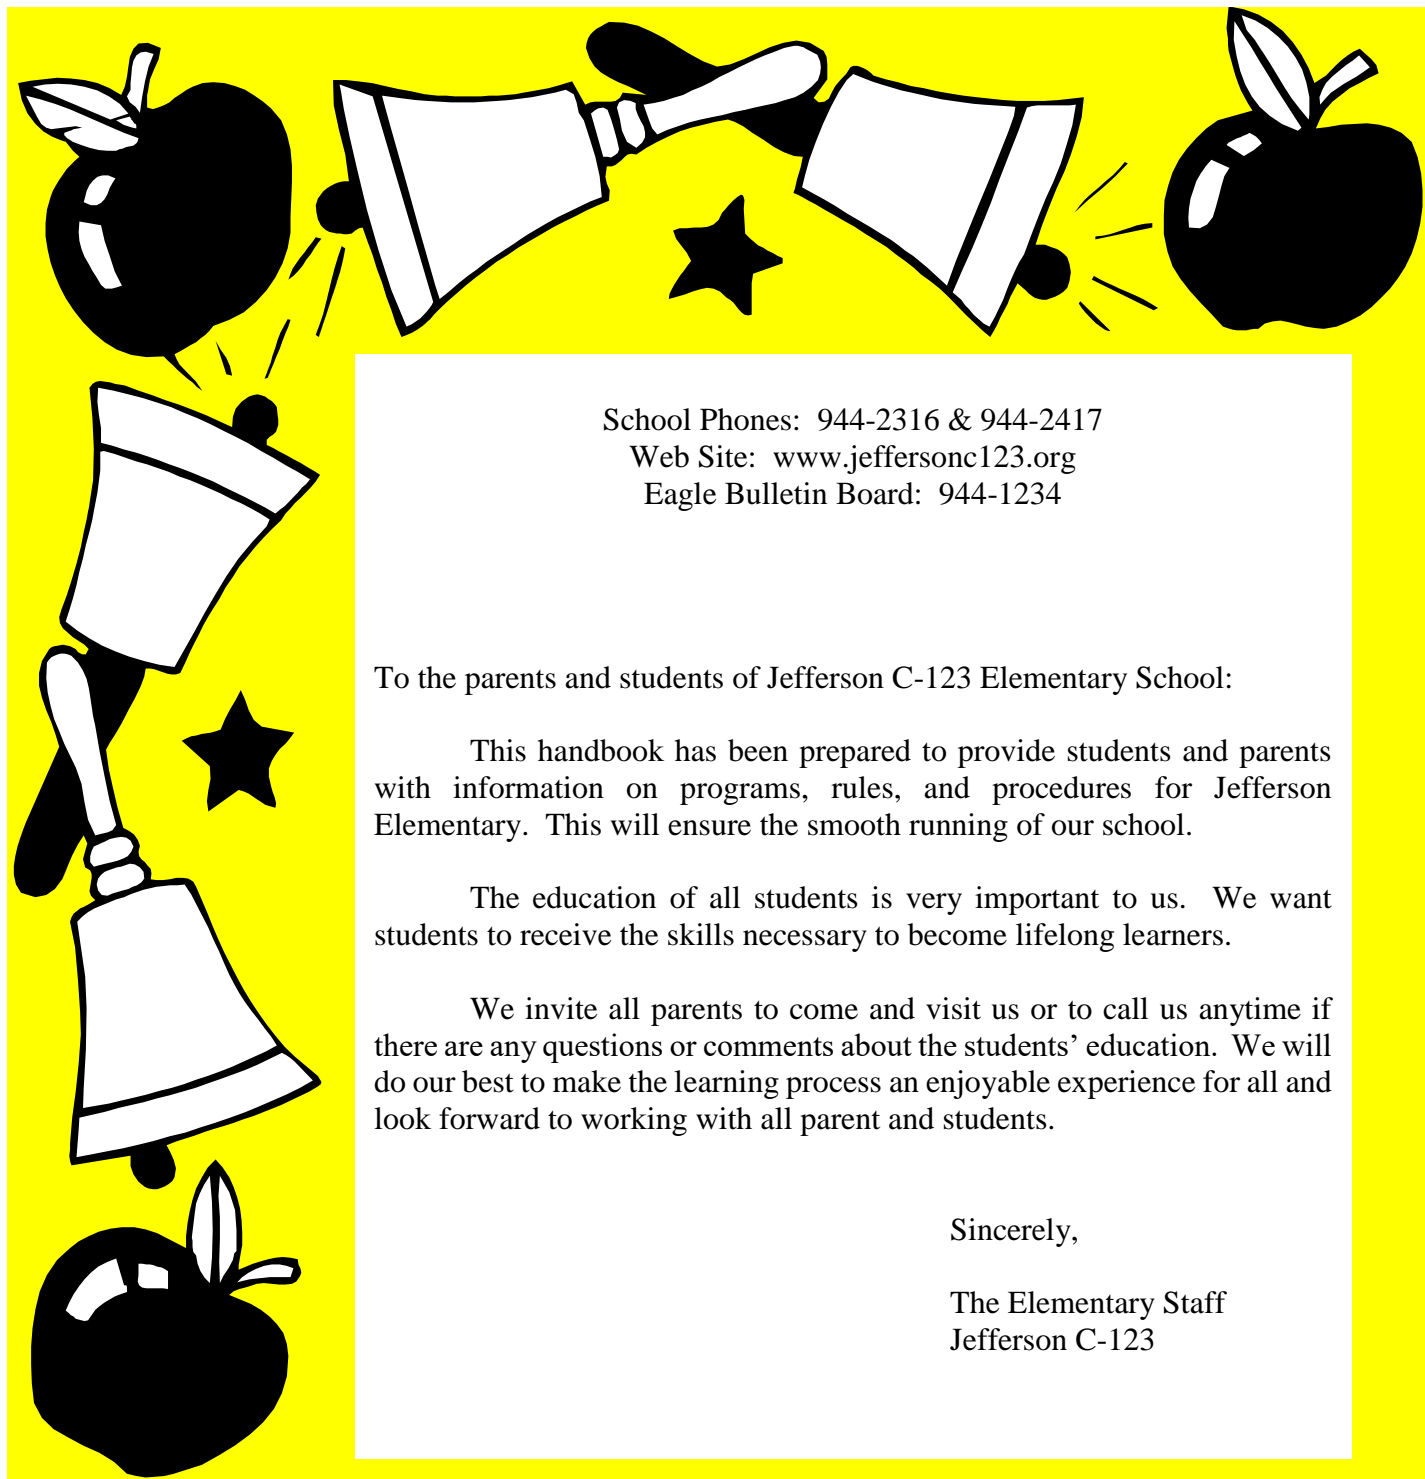 School Phones:  944-2316 & 944-2417
Web Site:  www.jeffersonc123.org
Eagle Bulletin Board:  944-1234
To the parents and students of Jefferson C-123 Elementary School:
This handbook has been prepared to provide students and parents
with information on programs, rules, and procedures for Jefferson
Elementary.  This will ensure the smooth running of our school.
The education of all students is very important to us.  We want
students to receive the skills necessary to become lifelong learners.
We invite all parents to come and visit us or to call us anytime if
there are any questions or comments about the students’ education.  We will
do our best to make the learning process an enjoyable experience for all and
look forward to working with all parent and students.
Sincerely,
The Elementary Staff
Jefferson C-123